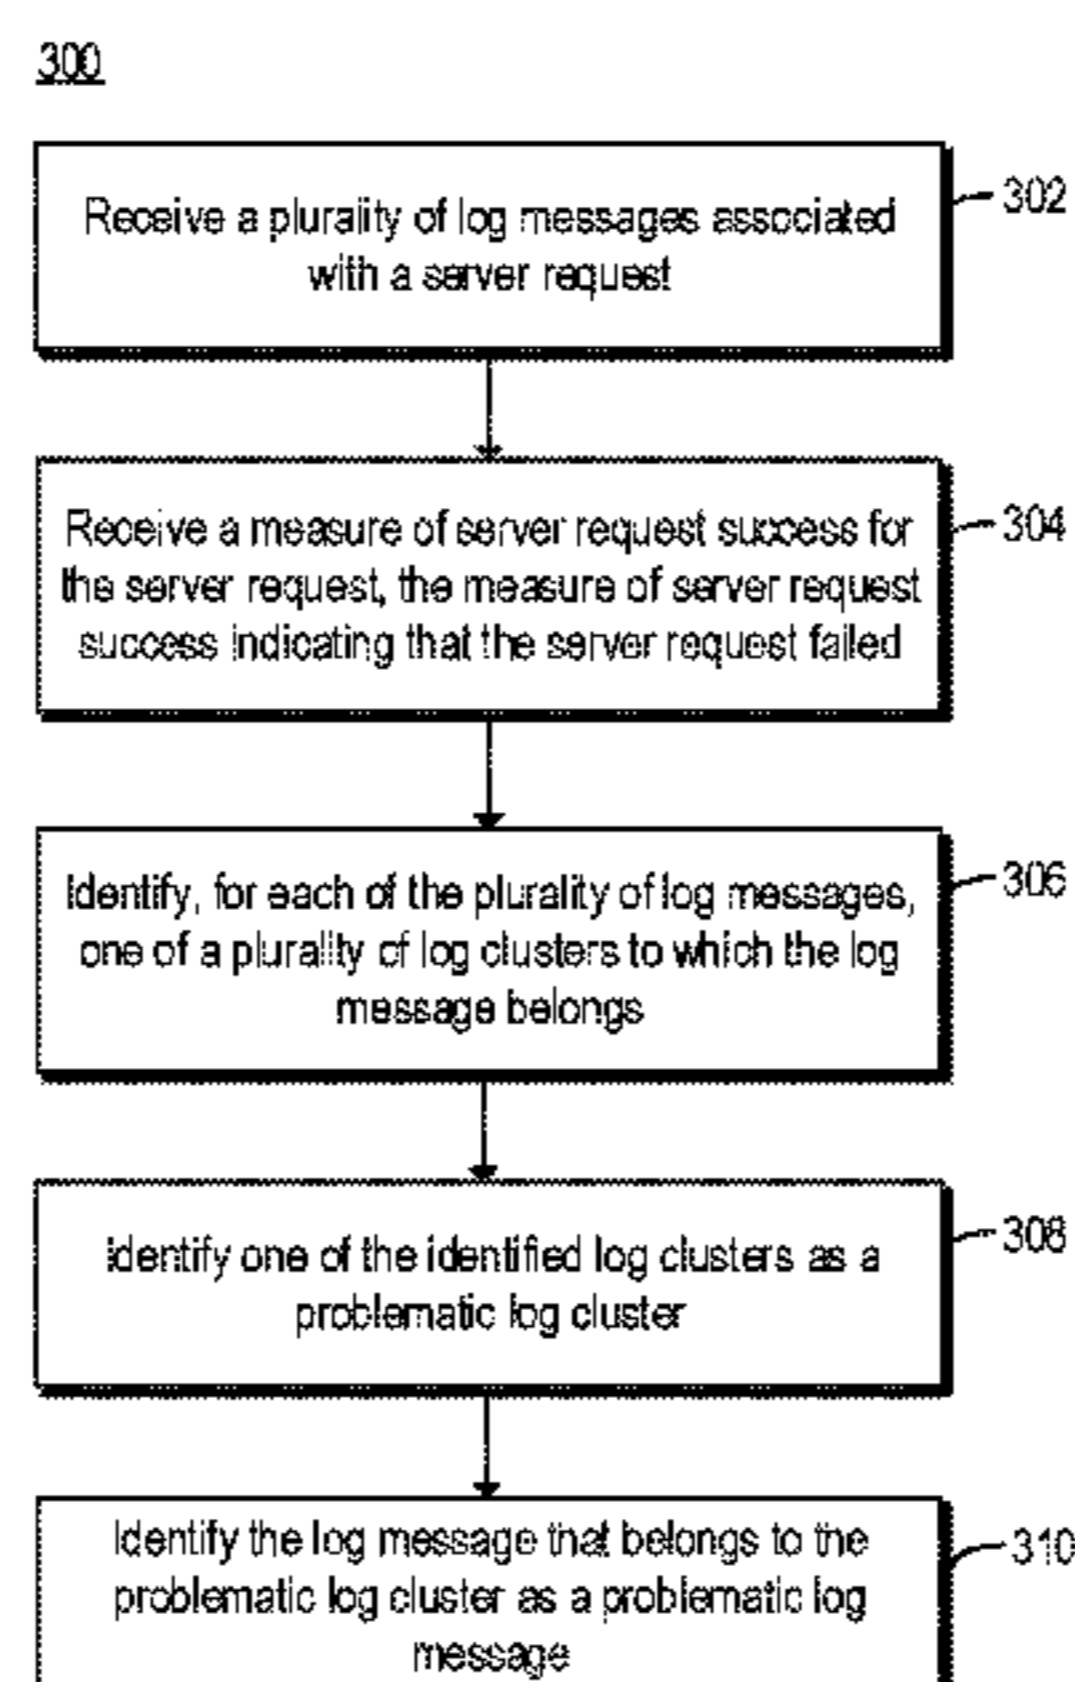 300
Receive a plurality of log messages associated
with a server request
302
Receive a measure of server request success for
the server request, the measure of server request
success indicating that the server request failed
304
Identify, for each of the plurality of log messages,
one of a plurality of log clusters to which the log
message belongs
306
Identify one of the identified log clusters as a
problematic log cluster
308
Identify the log message that belongs to the
problematic log cluster as a problematic log
message
310